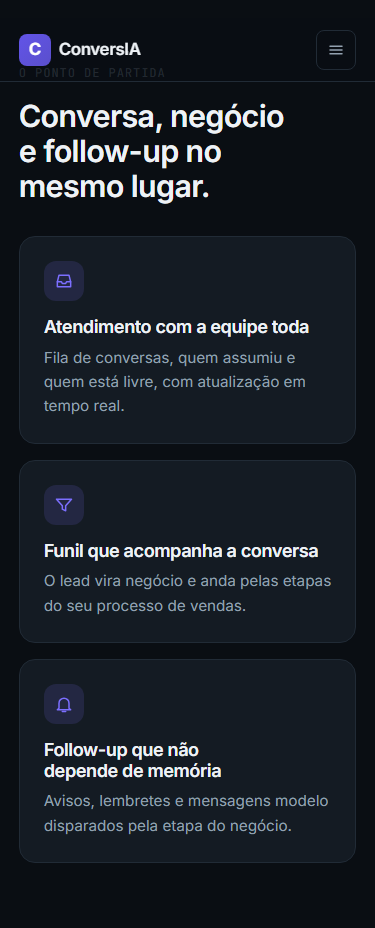 C ConversIA
O PONTO DE PARTIDA
Conversa, negócio
e follow-up no
mesmo lugar.
Atendimento com a equipe toda
Fila de conversas, quem assumiu e
quem está livre, com atualização em
tempo real.
Funil que acompanha a conversa
O lead vira negócio e anda pelas etapas
do seu processo de vendas.
Follow-up que não
depende de memória
Avisos, lembretes e mensagens modelo
disparados pela etapa do negócio.